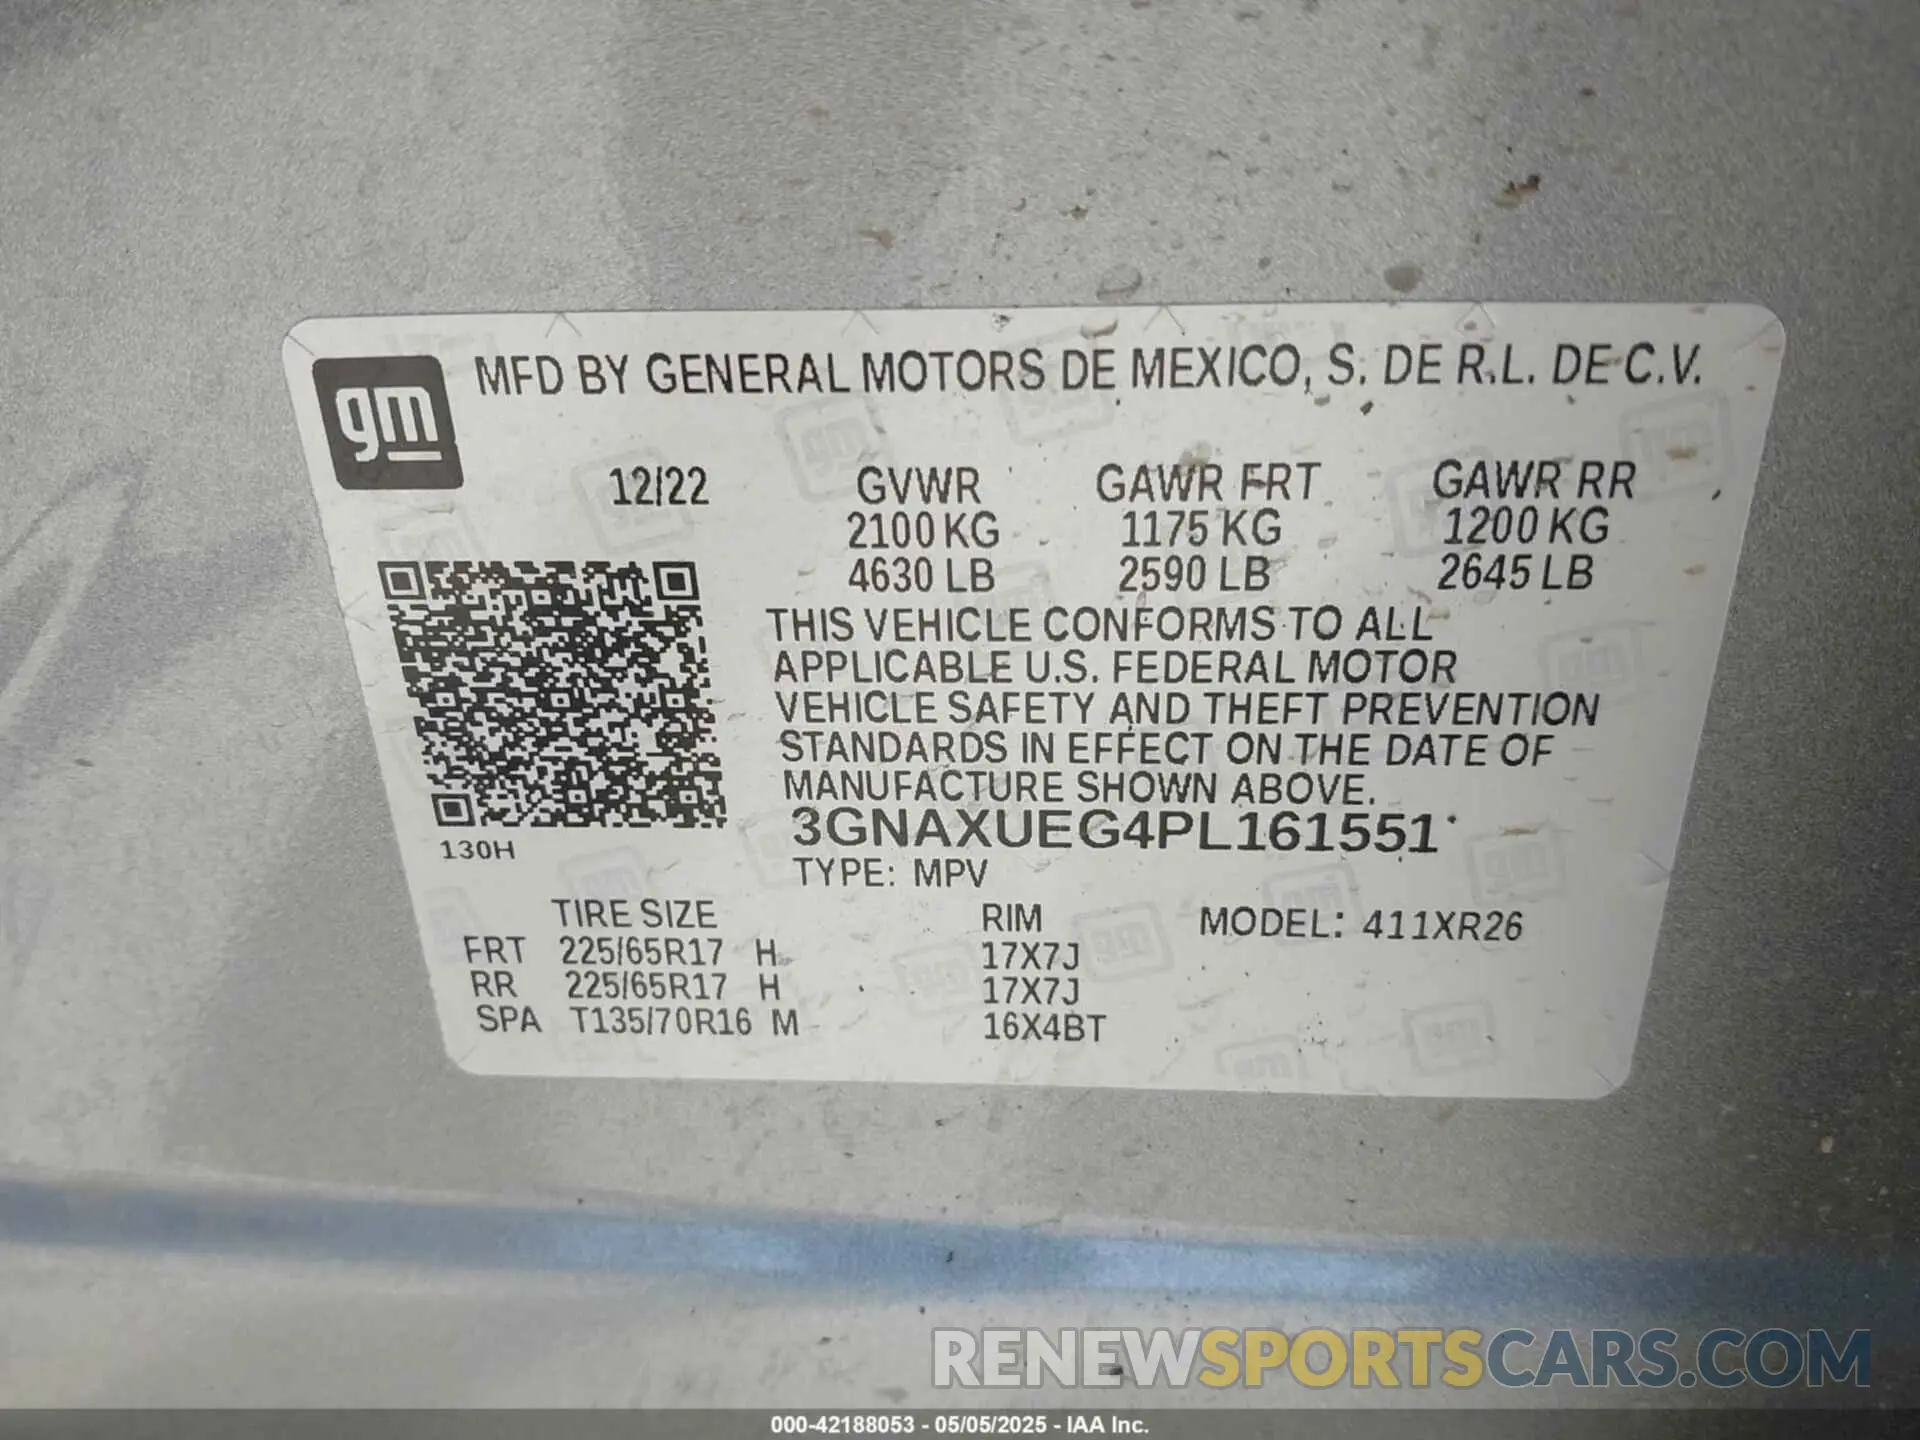 gm
MFD BY GENERAL MOTORS DE MEXICO, S. DE R.L. DE C.V.
12/22 GVWR GAWR FRT GAWR RR
2100 KG 1175 KG 1200 KG
4630 LB 2590 LB 2645 LB
THIS VEHICLE CONFORMS TO ALL
APPLICABLE U.S. FEDERAL MOTOR
VEHICLE SAFETY AND THEFT PREVENTION
STANDARDS IN EFFECT ON THE DATE OF
MANUFACTURE SHOWN ABOVE.
3GNAXUEG4PL161551
130H
TYPE: MPV
TIRE SIZE RIM MODEL: 411XR26
FRT 225/65R17 H 17X7J
RR 225/65R17 H 17X7J
SPA T135/70R16 M 16X4BT
RENEWSPORTSCARS.COM
000-42188053 - 05/05/2025 - IAA Inc.